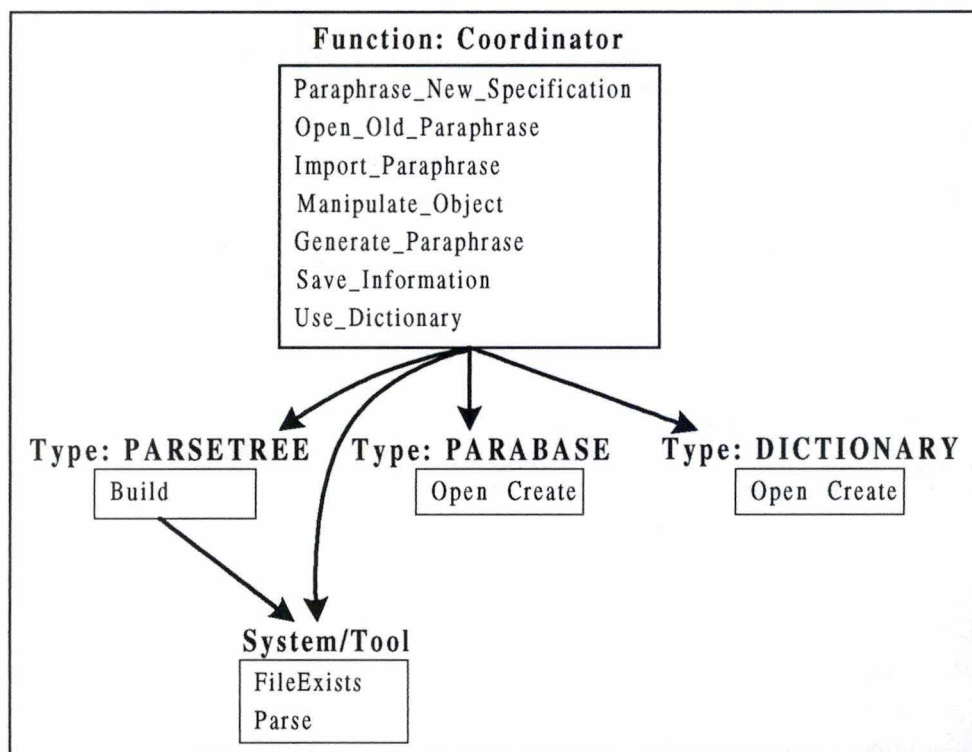 Function: Coordinator
Paraphrase_New_Specification
Open_Old_Paraphrase
Import_Paraphrase
Manipulate_Object
Generate_Paraphrase
Save_Information
Use_Dictionary
Type: PARSETREE
Type: PARABASE
Type: DICTIONARY
Build
Open Create
Open Create
System/Tool
FileExists
Parse